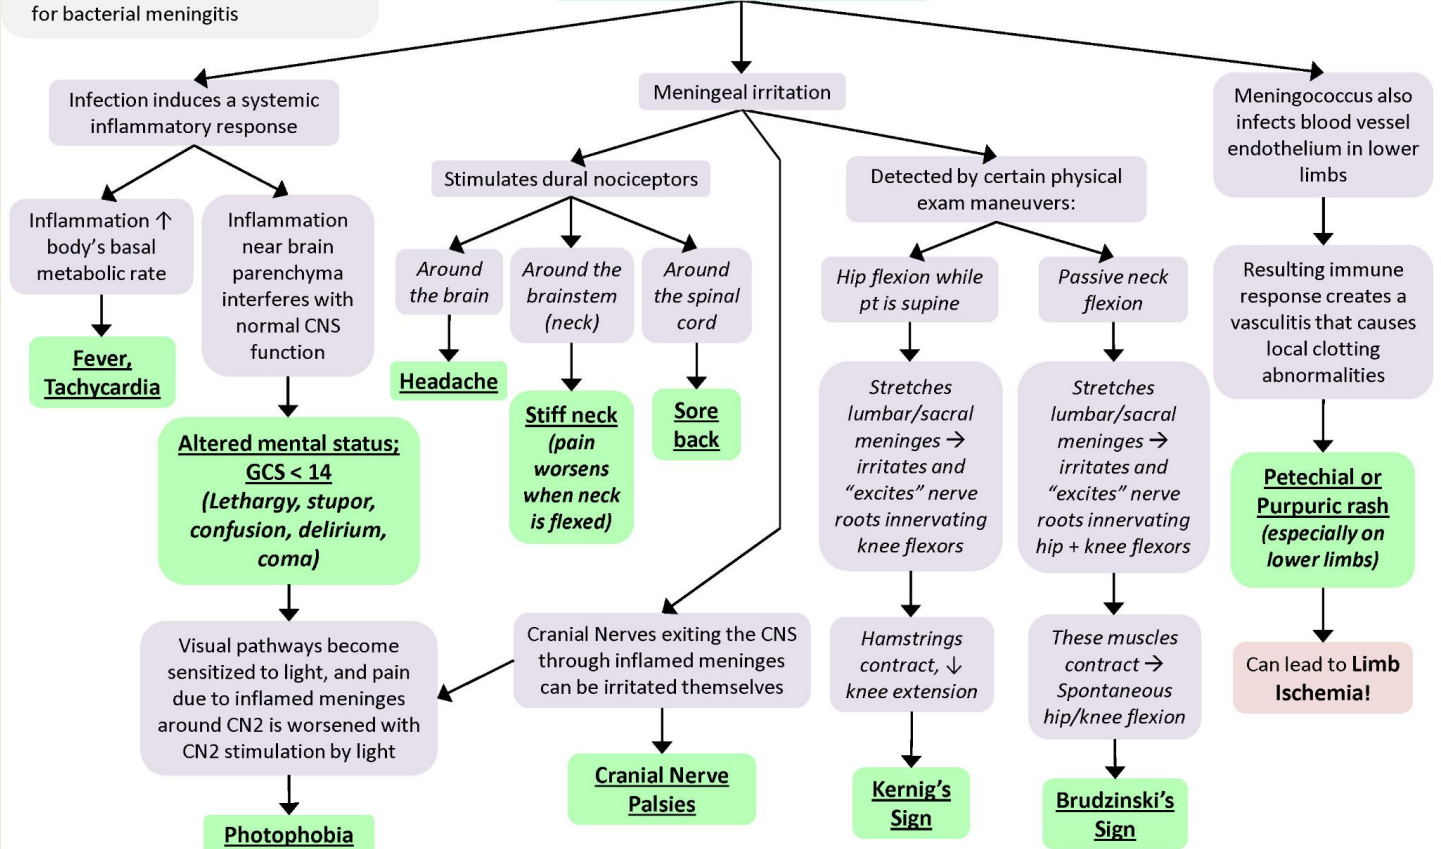 for bacterial meningitis
Infection induces a systemic
inflammatory response
Meningeal irritation
Meningococcus also
infects blood vessel
endothelium in lower
limbs
Stimulates dural nociceptors
Detected by certain physical
exam maneuvers:
Inflammation ↑
body's basal
metabolic rate
Inflammation
near brain
parenchyma
interferes with
normal CNS
function
Around
the brain
Around the
brainstem
(neck)
Around
the spinal
cord
Hip flexion while
pt is supine
Passive neck
flexion
Resulting immune
response creates a
vasculitis that causes
local clotting
abnormalities
Fever,
Tachycardia
Headache
Stiff neck
(pain
worsens
when neck
is flexed)
Sore
back
Stretches
lumbar/sacral
meninges →
irritates and
“excites” nerve
roots innervating
knee flexors
Stretches
lumbar/sacral
meninges →
irritates and
“excites” nerve
roots innervating
hip + knee flexors
Altered mental status;
GCS < 14
(Lethargy, stupor,
confusion, delirium,
coma)
Petechial or
Purpuric rash
(especially on
lower limbs)
Visual pathways become
sensitized to light, and pain
due to inflamed meninges
around CN2 is worsened with
CN2 stimulation by light
Cranial Nerves exiting the CNS
through inflamed meninges
can be irritated themselves
Hamstrings
contract, ↓
knee extension
These muscles
contract →
Spontaneous
hip/knee flexion
Can lead to Limb
Ischemia!
Cranial Nerve
Palsies
Kernig's
Sign
Brudzinski's
Sign
Photophobia